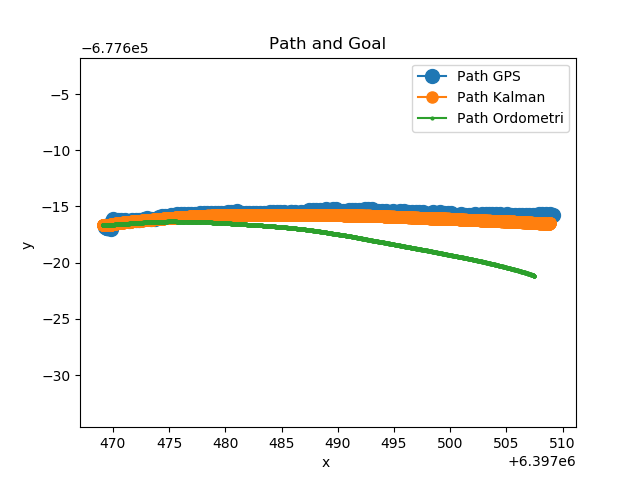 Path and Goal
−6.776e5
Path GPS
Path Kalman
Path Ordometri
−5
−10
−15
−20
−25
−30
y
470 475 480 485 490 495 500 505 510
x
+6.397e6